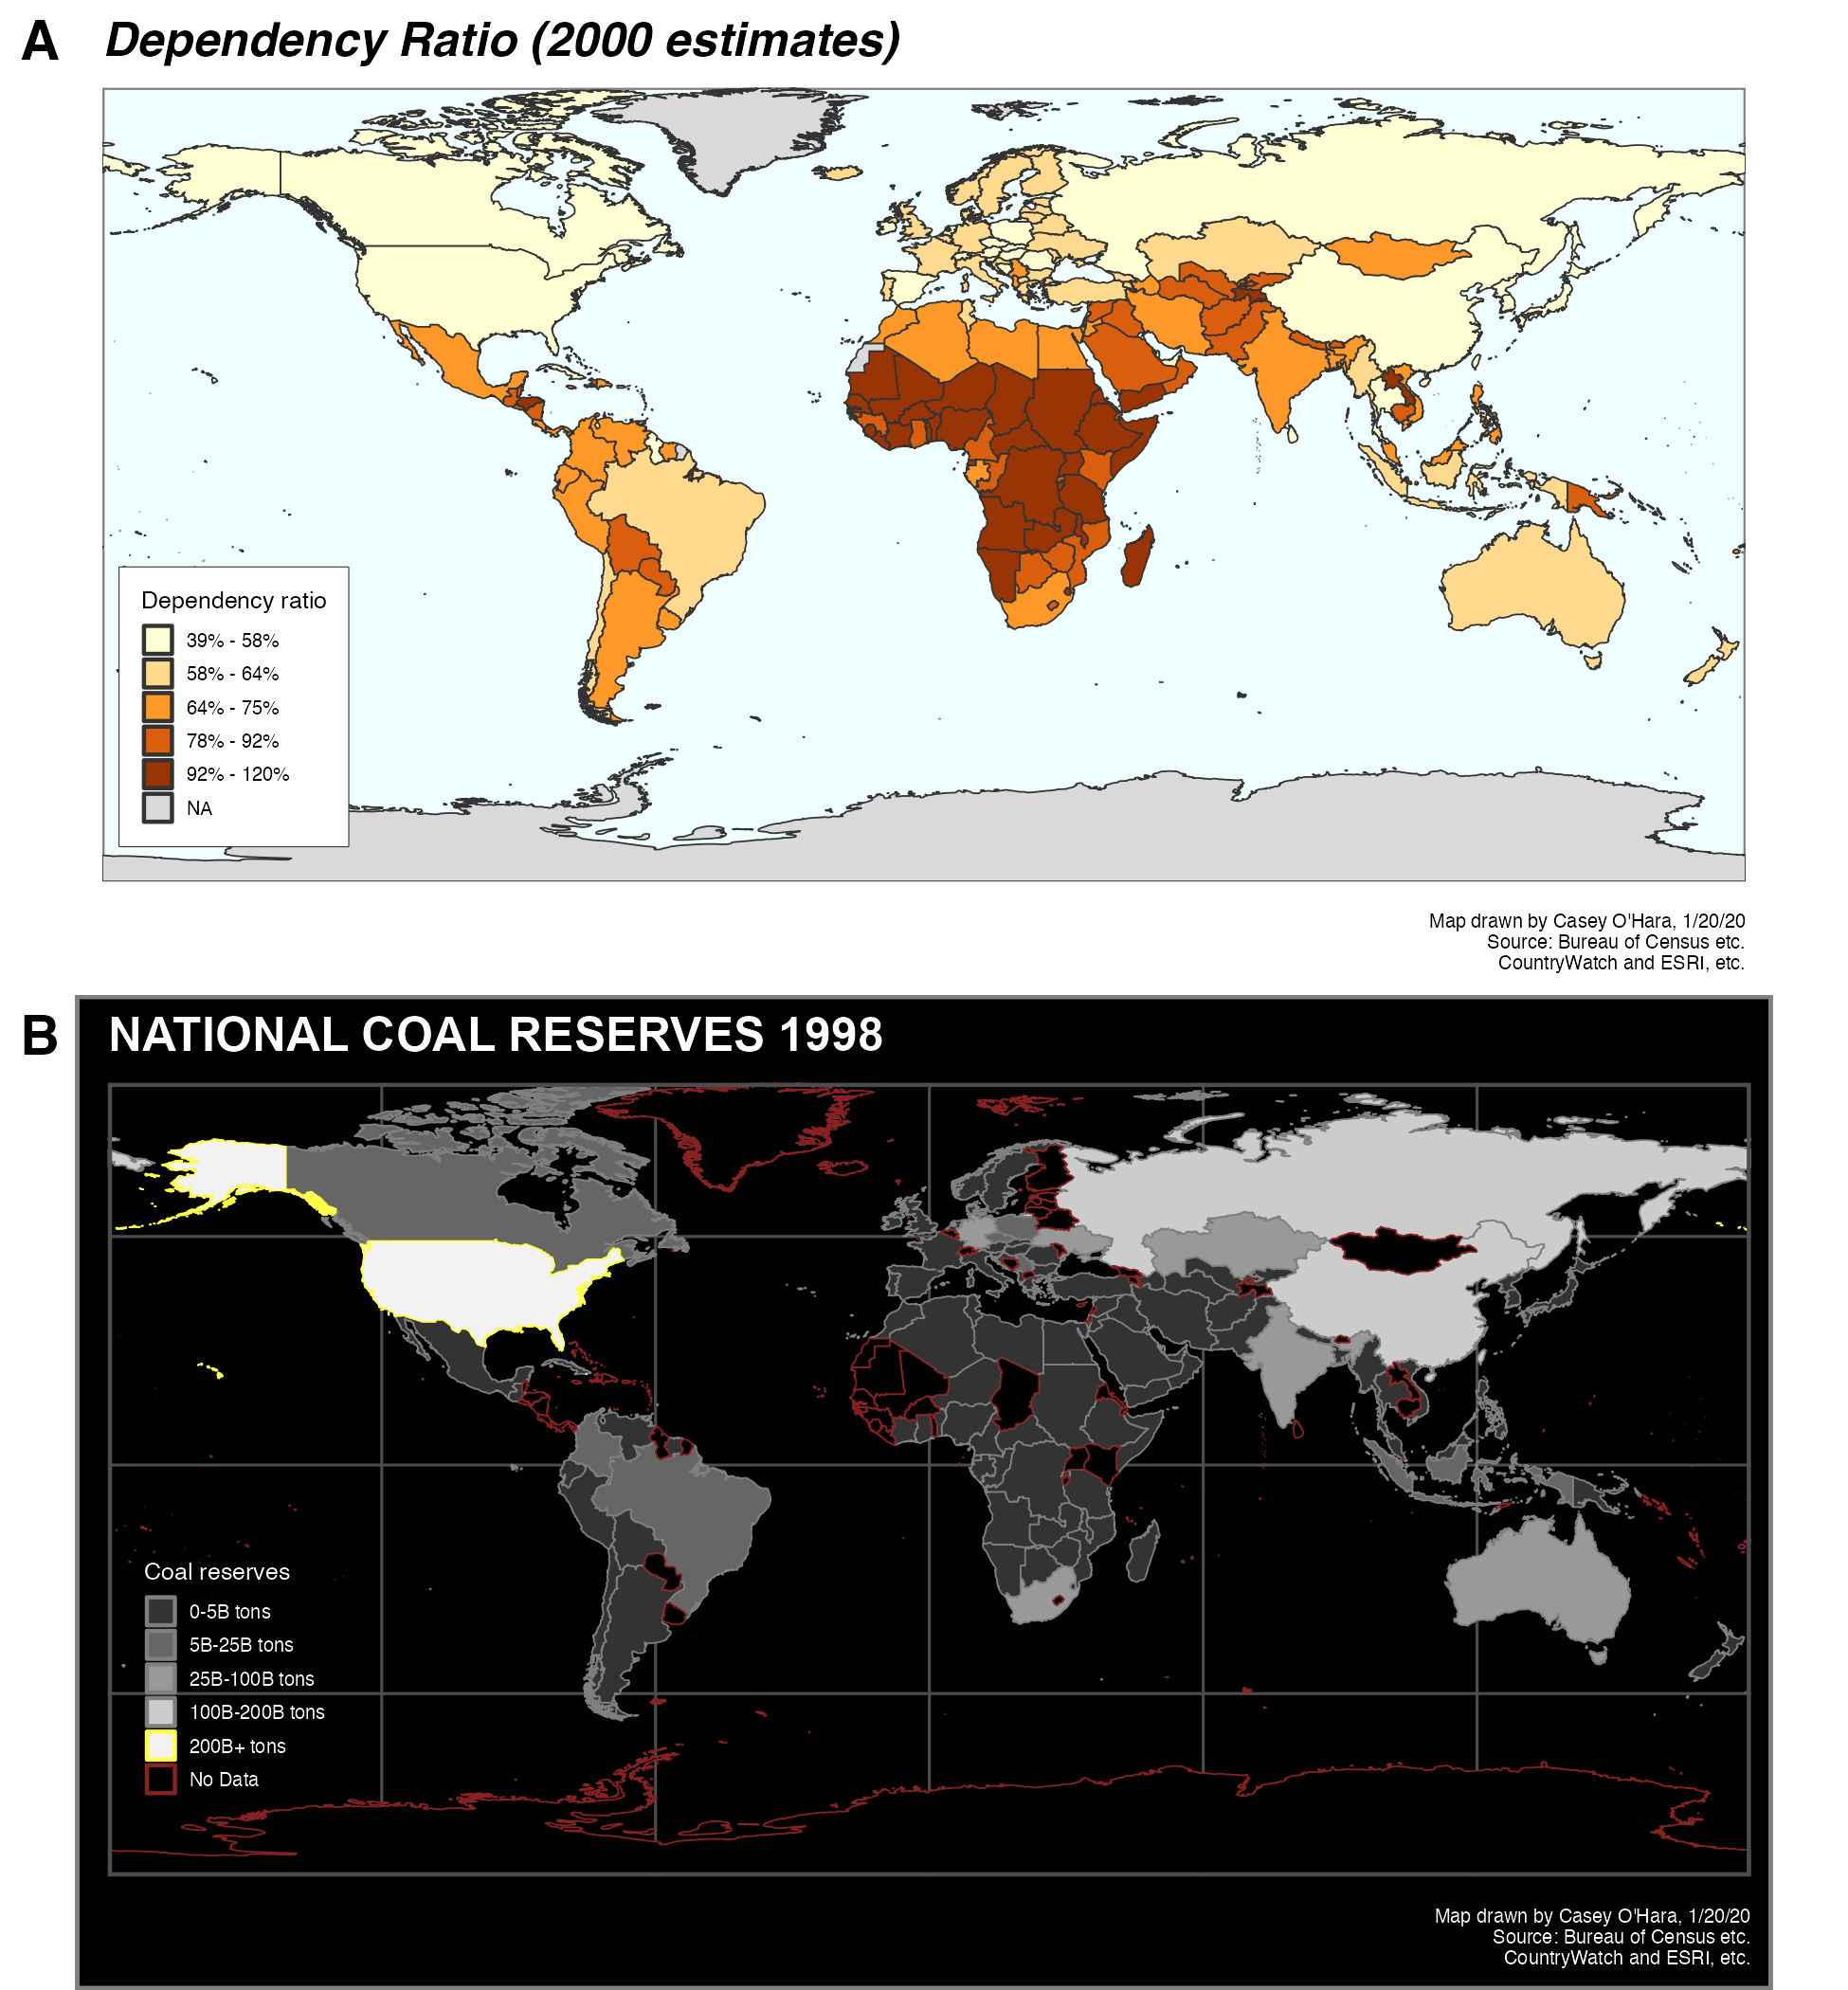 A
Dependency Ratio (2000 estimates)
Dependency ratio
39% - 58%
58% - 64%
64% - 75%
78% - 92%
92% - 120%
NA
Map drawn by Casey O'Hara, 1/20/20
Source: Bureau of Census etc.
CountryWatch and ESRI, etc.
B
NATIONAL COAL RESERVES 1998
Coal reserves
0-5B tons
5B-25B tons
25B-100B tons
100B-200B tons
200B+ tons
No Data
Map drawn by Casey O'Hara, 1/20/20
Source: Bureau of Census etc.
CountryWatch and ESRI, etc.